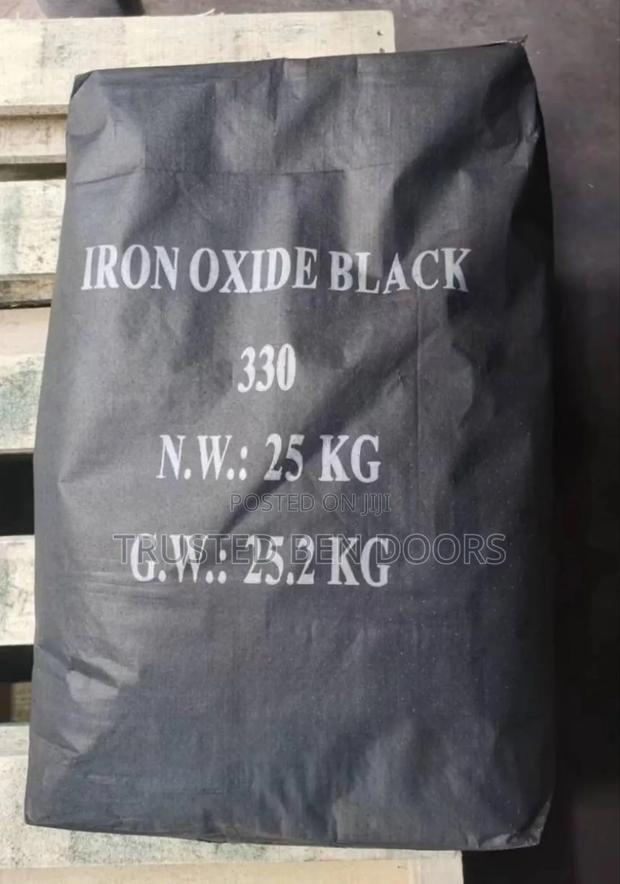 IRON OXIDE BLACK
330
N.W.: 25 KG
POSTED ON JIJI
TRUSTED BEN DOORS
G.W.: 25.2 KG